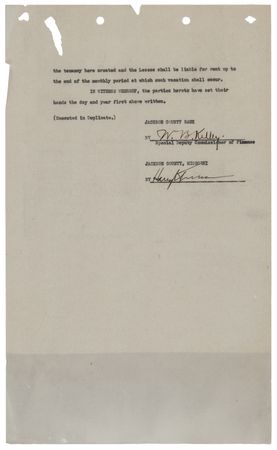 the tenancy here created and the Lessee shall be liable for rent up to
the end of the monthly period at which such vacation shall occur.
IN WITNESS WHEREOF, the parties hereto have set their
hands the day and year first above written.
(Executed in Duplicate.)
JACKSON COUNTY BANK
BY W. B. Kelley.
Special Deputy Commissioner of Finance
JACKSON COUNTY, MISSOURI
BY Harry S Truman